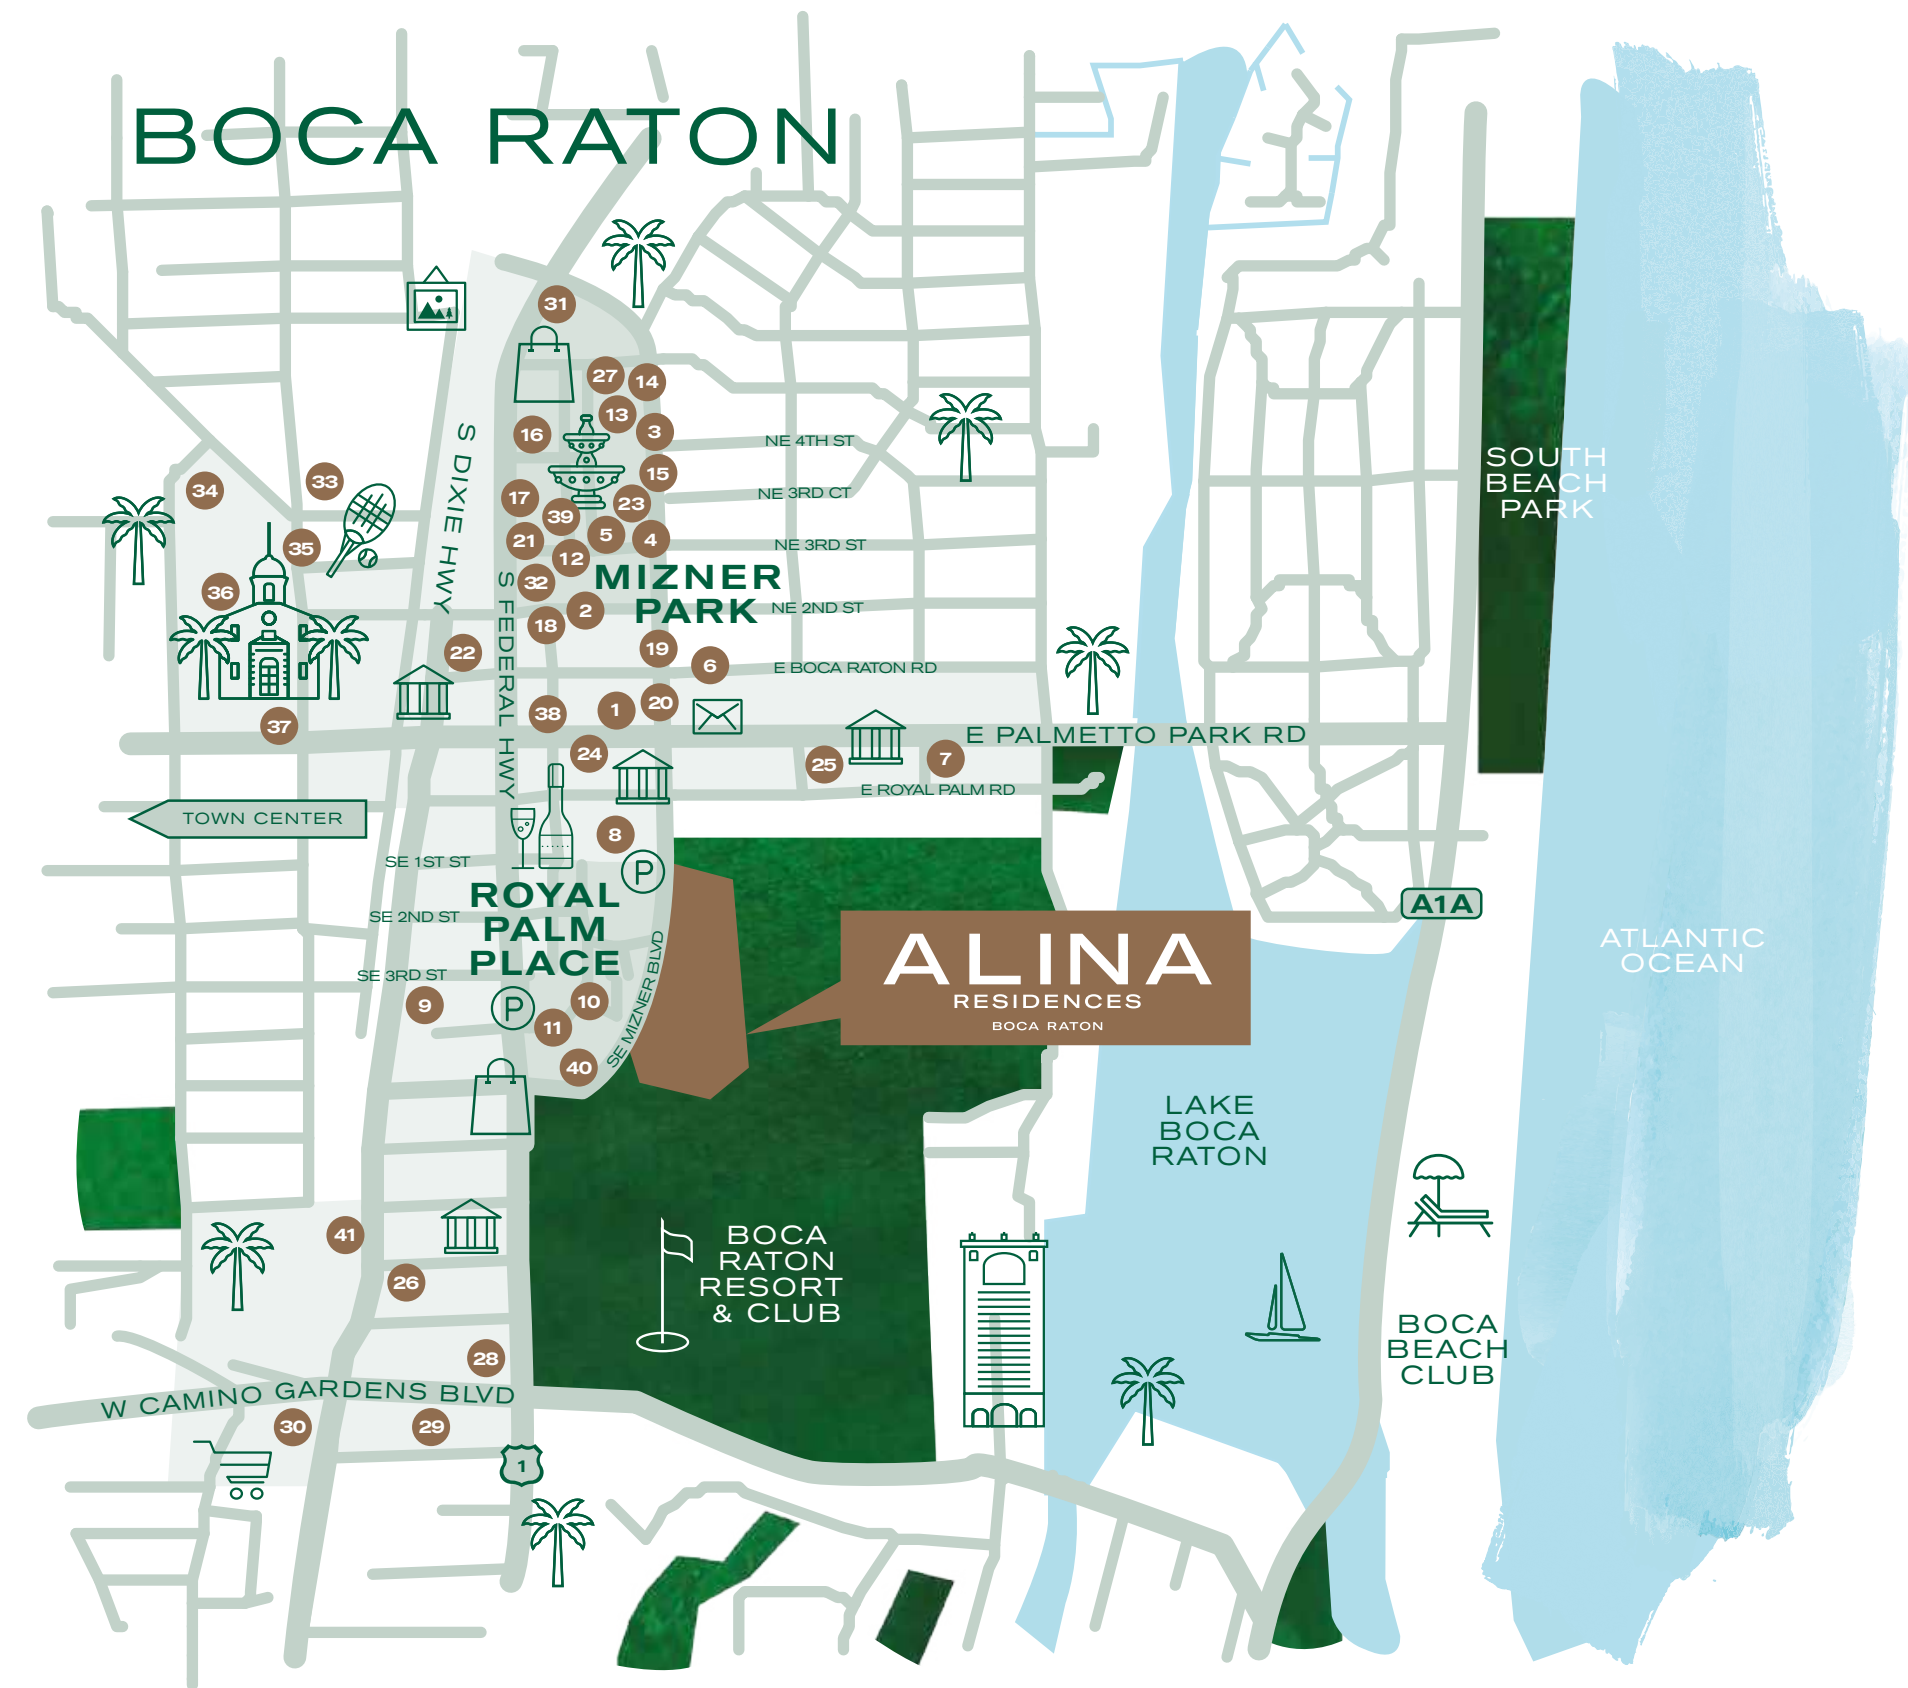 BOCA RATON
31
27
14
13
3
16
NE 4TH ST
S DIXIE HWY
15
SOUTH
BEACH
PARK
33
34
17
23
NE 3RD CT
39
5
4
21
NE 3RD ST
35
12
32
MIZNER
PARK
36
2
NE 2ND ST
18
S FEDERAL HWY
22
19
6
E BOCA RATON RD
20
1
38
37
E PALMETTO PARK RD
24
25
7
E ROYAL PALM RD
TOWN CENTER
8
SE 1ST ST
P
ROYAL
PALM
PLACE
SE 2ND ST
A1A
ALINA
RESIDENCES
BOCA RATON
ATLANTIC
OCEAN
SE 3RD ST
SE MIZNER BLVD
9
P
10
11
40
LAKE
BOCA
RATON
41
BOCA
RATON
RESORT
& CLUB
26
BOCA
BEACH
CLUB
28
W CAMINO GARDENS BLVD
30
29
1